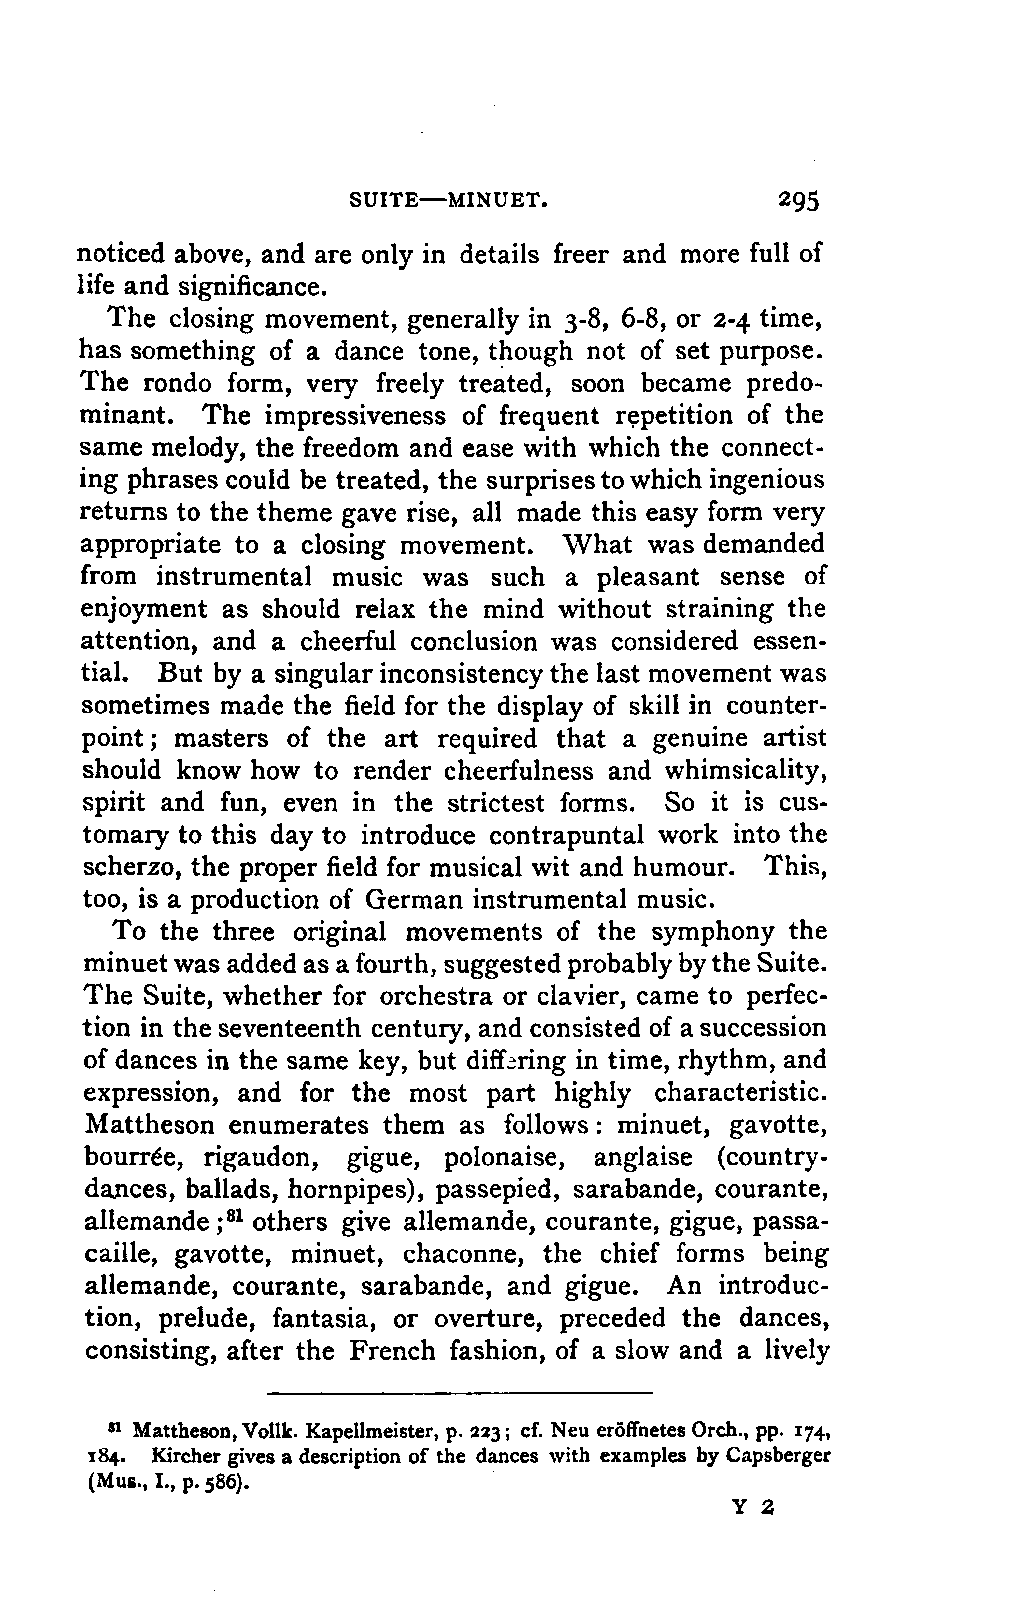 SUITE—MINUET. 295
noticed above, and are only in details freer and more full of
life and significance.
The closing movement, generally in 3-8, 6-8, or 2-4 time,
has something of a dance tone, though not of set purpose.
The rondo form, very freely treated, soon became predo-
minant. The impressiveness of frequent repetition of the
same melody, the freedom and ease with which the connect-
ing phrases could be treated, the surprises to which ingenious
returns to the theme gave rise, all made this easy form very
appropriate to a closing movement. What was demanded
from instrumental music was such a pleasant sense of
enjoyment as should relax the mind without straining the
attention, and a cheerful conclusion was considered essen-
tial. But by a singular inconsistency the last movement was
sometimes made the field for the display of skill in counter-
point; masters of the art required that a genuine artist
should know how to render cheerfulness and whimsicality,
spirit and fun, even in the strictest forms. So it is cus-
tomary to this day to introduce contrapuntal work into the
scherzo, the proper field for musical wit and humour. This,
too, is a production of German instrumental music.
To the three original movements of the symphony the
minuet was added as a fourth, suggested probably by the Suite.
The Suite, whether for orchestra or clavier, came to perfec-
tion in the seventeenth century, and consisted of a succession
of dances in the same key, but differing in time, rhythm, and
expression, and for the most part highly characteristic.
Mattheson enumerates them as follows: minuet, gavotte,
bourrée, rigaudon, gigue, polonaise, anglaise (country-
dances, ballads, hornpipes), passepied, sarabande, courante,
allemande;⁸¹ others give allemande, courante, gigue, passa-
caille, gavotte, minuet, chaconne, the chief forms being
allemande, courante, sarabande, and gigue. An introduc-
tion, prelude, fantasia, or overture, preceded the dances,
consisting, after the French fashion, of a slow and a lively
⁸¹ Mattheson, Vollk. Kapellmeister, p. 223; cf. Neu eröffnetes Orch., pp. 174,
184. Kircher gives a description of the dances with examples by Capsberger
(Mus., I., p. 586).
Y 2